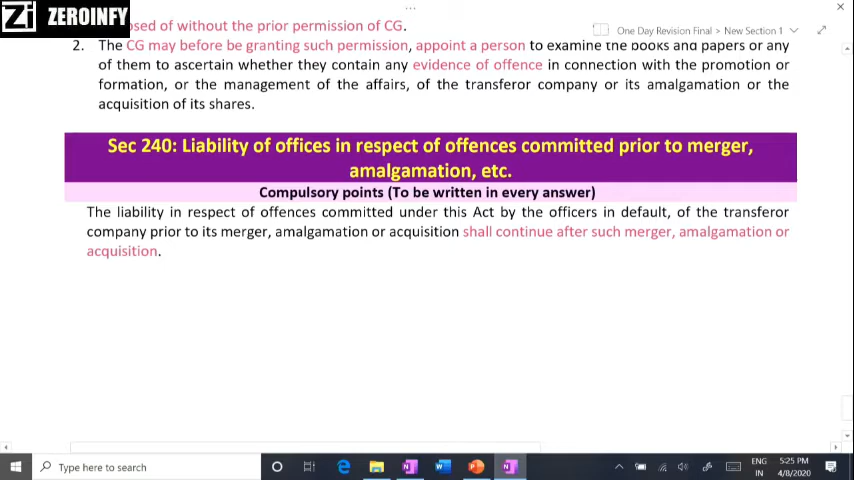 Zi ZEROINFY
osed of without the prior permission of CG.
One Day Revision Final > New Section 1
2. The CG may before be granting such permission, appoint a person to examine the books and papers or any
of them to ascertain whether they contain any evidence of offence in connection with the promotion or
formation, or the management of the affairs, of the transferor company or its amalgamation or the
acquisition of its shares.
Sec 240: Liability of offices in respect of offences committed prior to merger,
amalgamation, etc.
Compulsory points (To be written in every answer)
The liability in respect of offences committed under this Act by the officers in default, of the transferor
company prior to its merger, amalgamation or acquisition shall continue after such merger, amalgamation or
acquisition.
Type here to search
ENG
IN
5:25 PM
4/8/2020